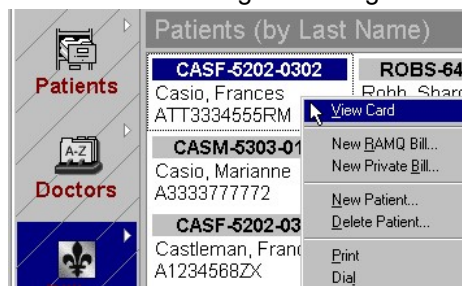 Patients (by Last Name)
Patients
Doctors
A-Z
CASF-5202-0302
Casio, Frances
ATT3334555RM
CASM-5303-01
Casio, Marianne
A3333777772
CASF-5202-03
Castleman, Fran
A1234568ZX
ROBS-64
Robb, Shar
View Card
New RAMQ Bill...
New Private Bill...
New Patient...
Delete Patient...
Print
Dial